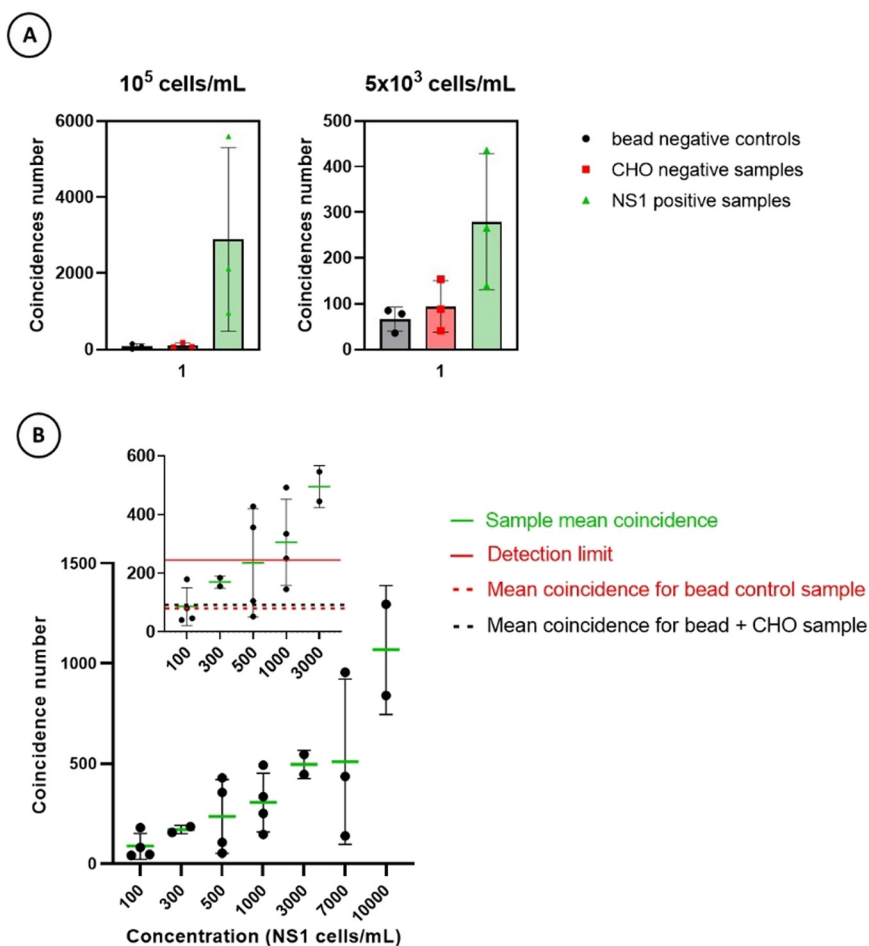 A
10⁵ cells/mL
5x10³ cells/mL
Coincidences number
6000
4000
2000
0
1
Coincidences number
500
400
300
200
100
0
1
bead negative controls
CHO negative samples
NS1 positive samples
B
600
400
200
0
100
300
500
1000
3000
Sample mean coincidence
Detection limit
Mean coincidence for bead control sample
Mean coincidence for bead + CHO sample
Coincidence number
1500
1000
500
0
100
300
500
1000
3000
7000
10000
Concentration (NS1 cells/mL)